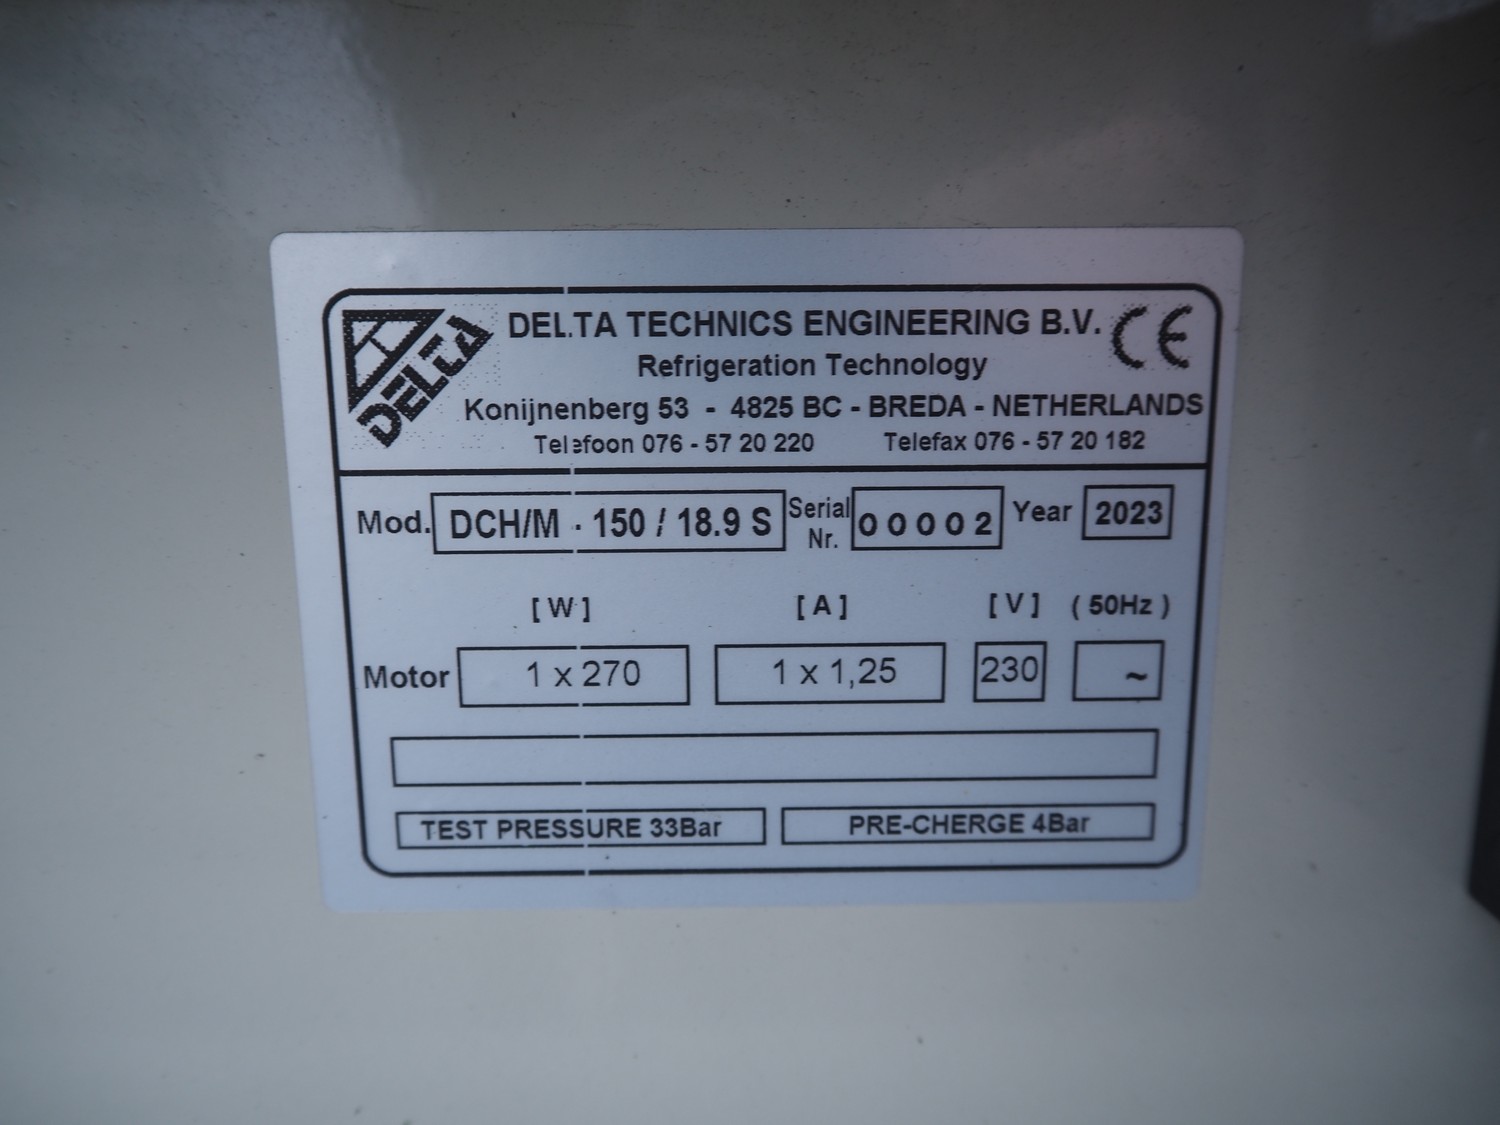 DELTA
DELTA TECHNICS ENGINEERING B.V. CE
Refrigeration Technology
Konijnenberg 53 - 4825 BC - BREDA - NETHERLANDS
Telefoon 076 - 57 20 220 Telefax 076 - 57 20 182
Mod. DCH/M - 150 / 18.9 S Serial Nr. 00002 Year 2023
[ W ] [ A ] [ V ] ( 50Hz )
Motor 1 x 270 1 x 1,25 230 ~
TEST PRESSURE 33Bar PRE-CHERGE 4Bar